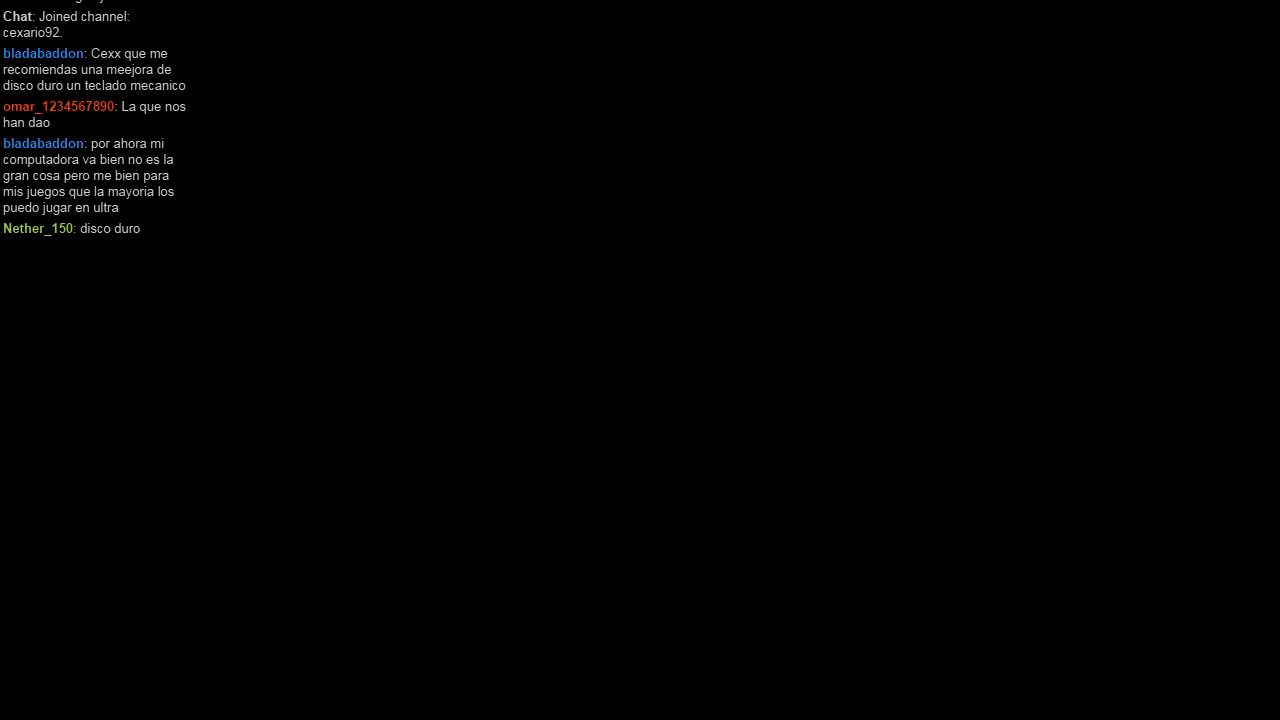 Chat: Joined channel:
cexario92.
bladabaddon: Cexx que me
recomiendas una meejora de
disco duro un teclado mecanico
omar_1234567890: La que nos
han dao
bladabaddon: por ahora mi
computadora va bien no es la
gran cosa pero me bien para
mis juegos que la mayoria los
puedo jugar en ultra
Nether_150: disco duro